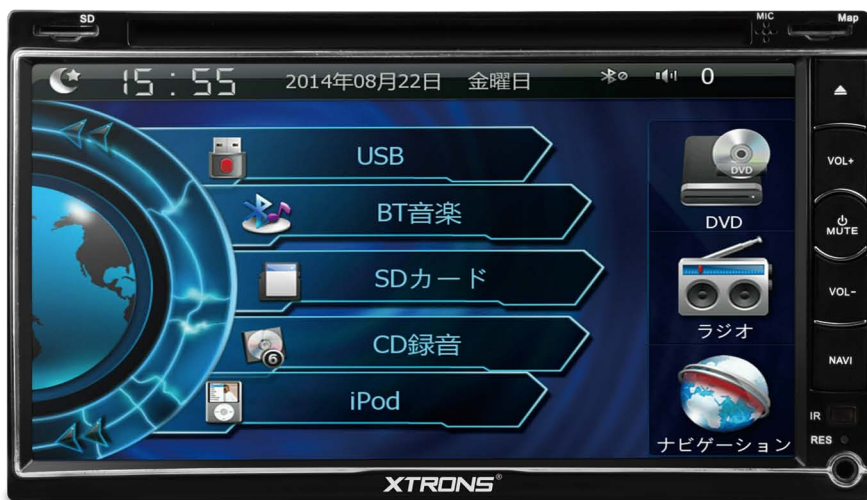 SD
MIC
Map
15:55 2014年08月22日 金曜日 0
USB
BT音楽
SDカード
CD録音
6
iPod
DVD
DVD
ラジオ
ナビゲーション
VOL+
MUTE
VOL-
NAVI
IR
RES
XTRONS®